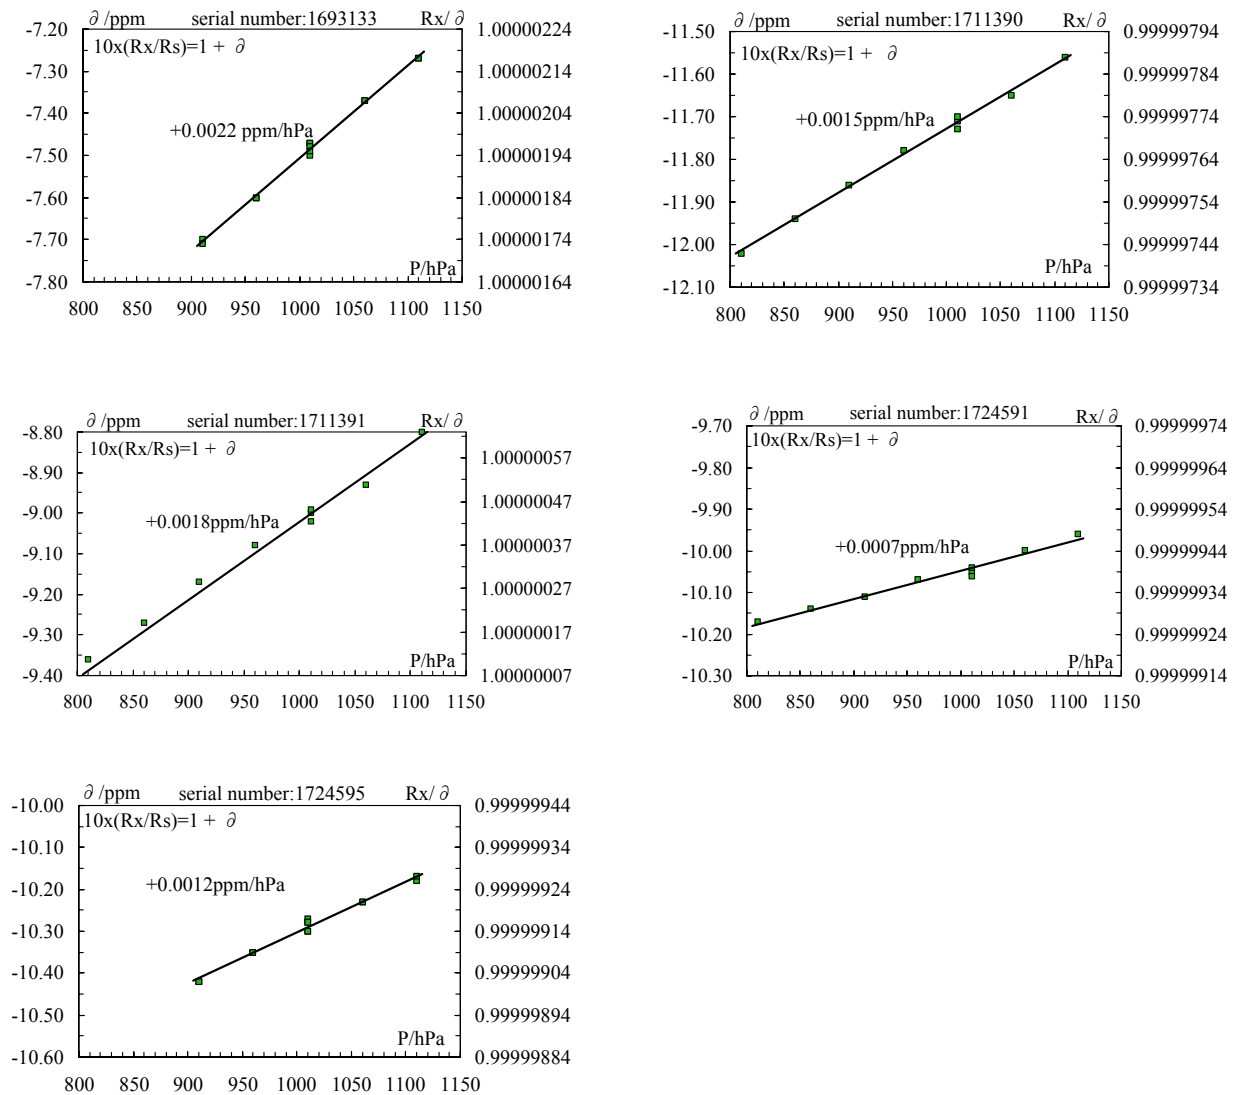 ∂/ppm serial number:1693133 Rx/∂
-7.20 1.00000224
10x(Rx/Rs)=1 + ∂
-7.30 1.00000214
-7.40 1.00000204
+0.0022 ppm/hPa
-7.50 1.00000194
-7.60 1.00000184
-7.70 1.00000174
P/hPa
-7.80 1.00000164
800 850 900 950 1000 1050 1100 1150
∂/ppm serial number:1711390 Rx/∂
-11.50 0.99999794
10x(Rx/Rs)=1 + ∂
-11.60 0.99999784
-11.70 0.99999774
+0.0015ppm/hPa
-11.80 0.99999764
-11.90 0.99999754
-12.00 0.99999744
P/hPa
-12.10 0.99999734
800 850 900 950 1000 1050 1100 1150
∂/ppm serial number:1711391 Rx/∂
-8.80
10x(Rx/Rs)=1 + ∂
1.00000057
-8.90
1.00000047
-9.00
+0.0018ppm/hPa
1.00000037
-9.10
1.00000027
-9.20
1.00000017
-9.30
P/hPa
-9.40 1.00000007
800 850 900 950 1000 1050 1100 1150
∂/ppm serial number:1724591 Rx/∂
-9.70 0.99999974
10x(Rx/Rs)=1 + ∂
-9.80 0.99999964
-9.90 0.99999954
+0.0007ppm/hPa
-10.00 0.99999944
-10.10 0.99999934
-10.20 0.99999924
P/hPa
-10.30 0.99999914
800 850 900 950 1000 1050 1100 1150
∂/ppm serial number:1724595 Rx/∂
-10.00 0.99999944
10x(Rx/Rs)=1 + ∂
-10.10 0.99999934
+0.0012ppm/hPa
-10.20 0.99999924
-10.30 0.99999914
-10.40 0.99999904
-10.50 0.99999894
P/hPa
-10.60 0.99999884
800 850 900 950 1000 1050 1100 1150